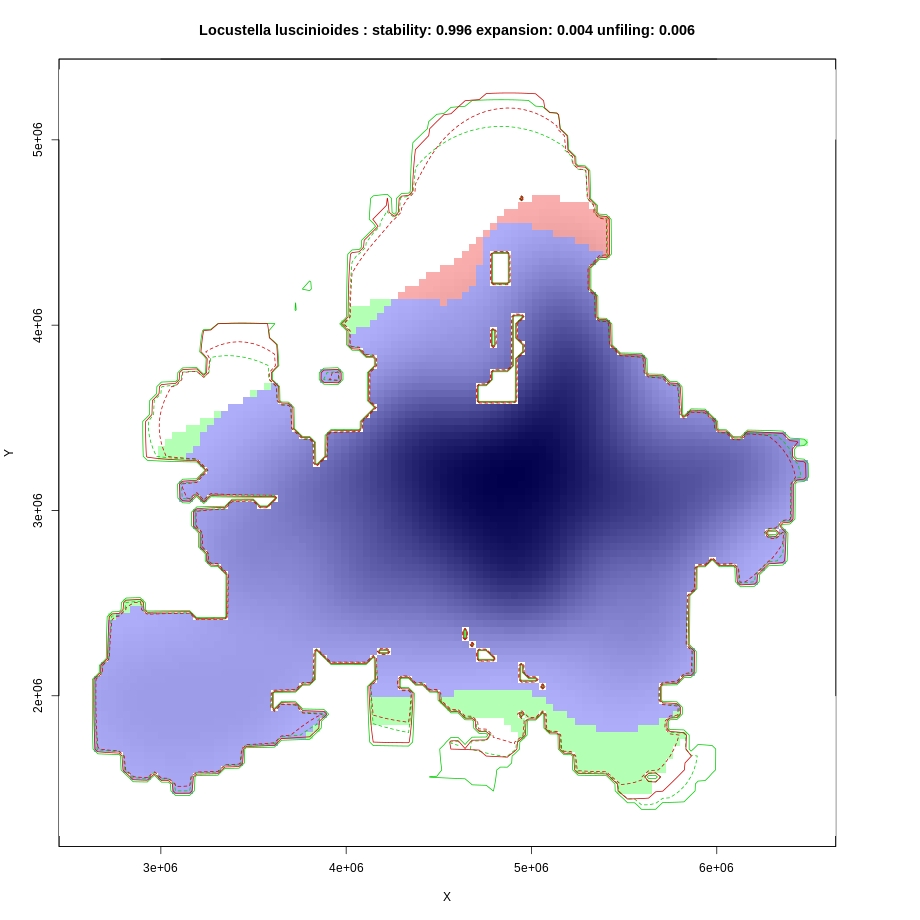 Locustella luscinioides : stability: 0.996 expansion: 0.004 unfiling: 0.006
5e+06
4e+06
3e+06
2e+06
Y
3e+06 4e+06 5e+06 6e+06
X